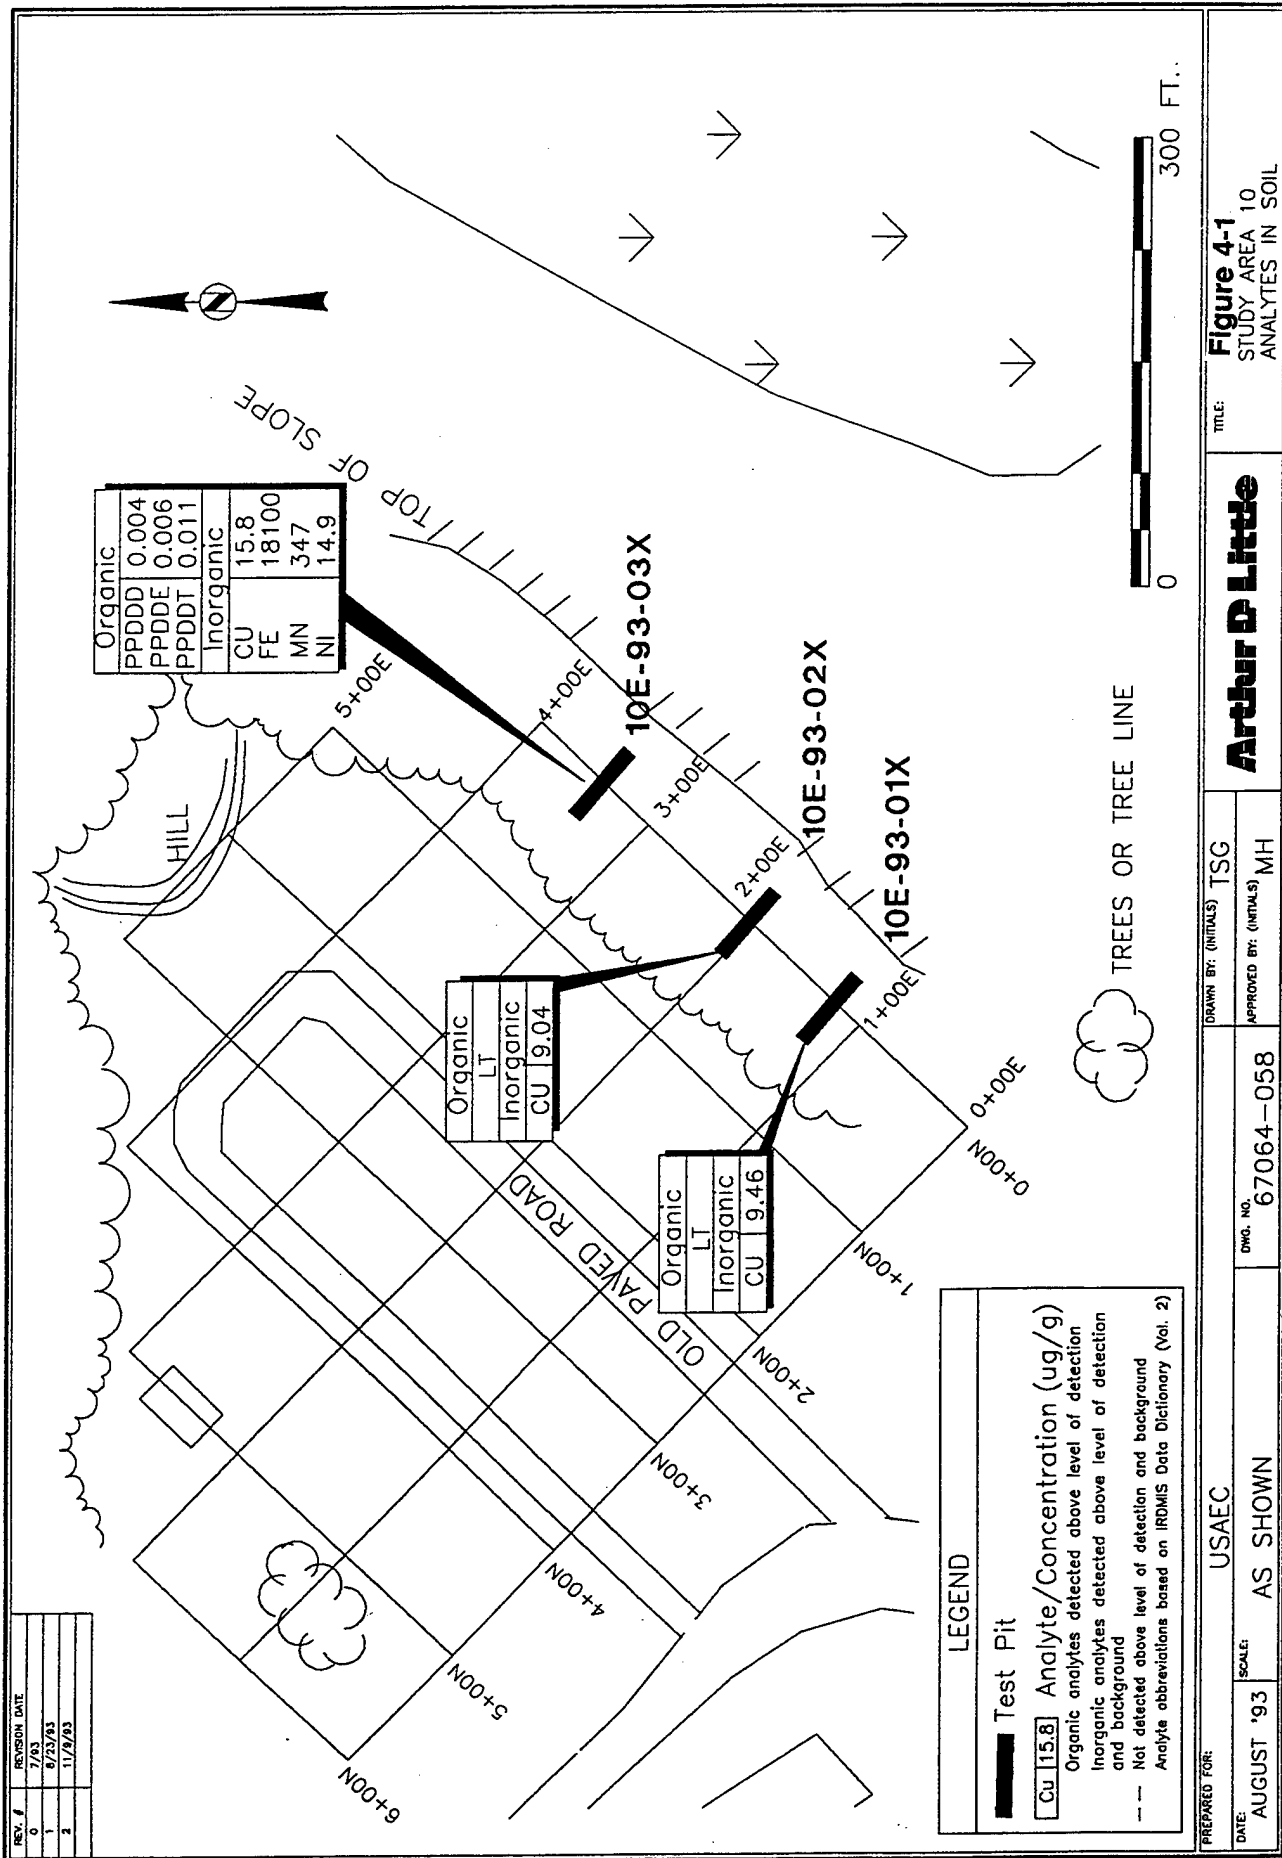 REV. # REVISION DATE
0 7/93
1 8/23/93
2 11/9/93
Organic
PPDDD 0.004
PPDDE 0.006
PPDDT 0.011
Inorganic
CU 15.8
FE 18100
MN 347
NI 14.9
N
HILL
TOP OF SLOPE
5+00E
4+00E
3+00E
2+00E
1+00E
0+00E
0+00N
1+00N
2+00N
3+00N
4+00N
5+00N
6+00N
10E-93-03X
10E-93-02X
10E-93-01X
Organic
LT
Inorganic
CU 9.04
Organic
LT
Inorganic
CU 9.46
OLD PAVED ROAD
TREES OR TREE LINE
0 300 FT.
LEGEND
Test Pit
Cu 15.8 Analyte/Concentration (ug/g)
Organic analytes detected above level of detection
Inorganic analytes detected above level of detection
and background
-- Not detected above level of detection and background
Analyte abbreviations based on IRDMIS Data Dictionary (Vol. 2)
PREPARED FOR: USAEC
DATE: AUGUST '93
SCALE: AS SHOWN
DRAWN BY: (INITIALS) TSG
DWG. NO. 67064-058
APPROVED BY: (INITIALS) MH
Arthur D Little
TITLE: Figure 4-1
STUDY AREA 10
ANALYTES IN SOIL